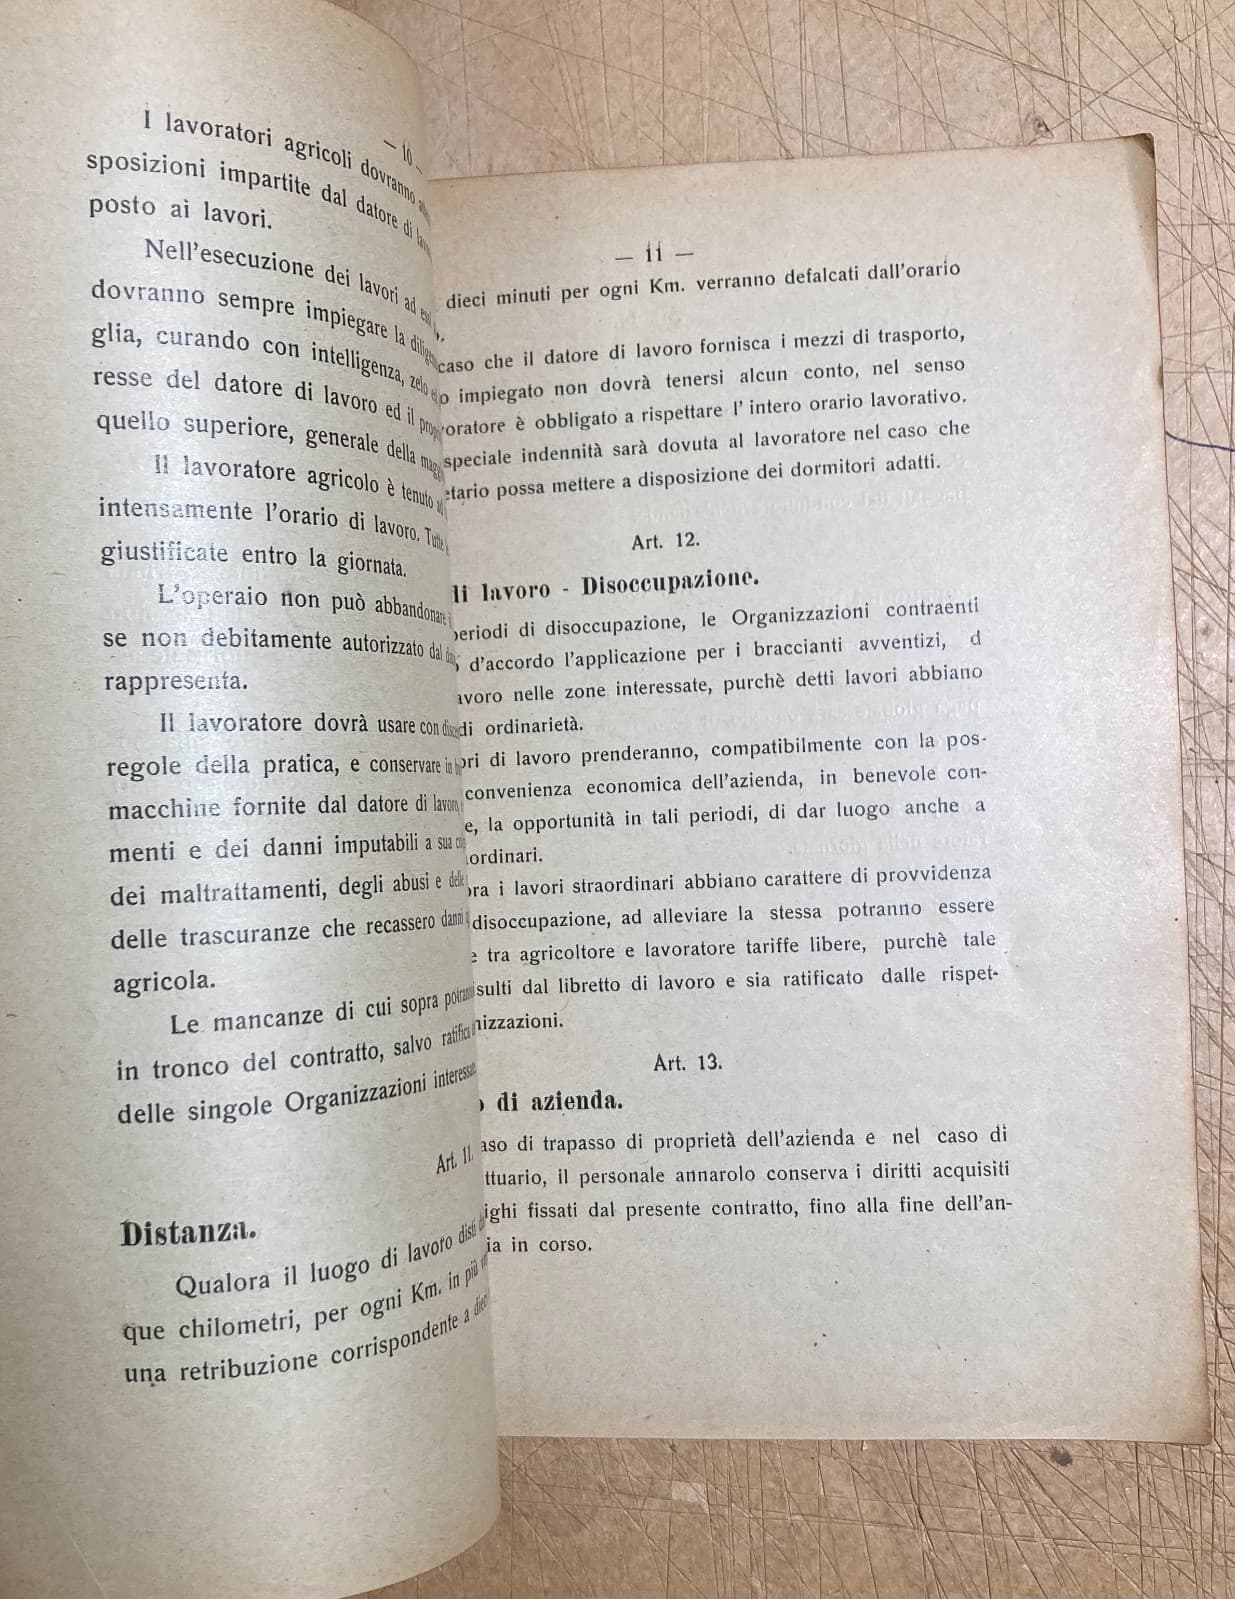 — 10 —
I lavoratori agricoli dovranno
sposizioni impartite dal datore di
posto ai lavori.
Nell'esecuzione dei lavori ad essi
dovranno sempre impiegare la
glia, curando con intelligenza, zelo
resse del datore di lavoro ed il
quello superiore, generale della
Il lavoratore agricolo è tenuto
intensamente l'orario di lavoro. Tutte
giustificate entro la giornata.
L'operaio non può abbandonare
se non debitamente autorizzato dal
rappresenta.
Il lavoratore dovrà usare con
regole della pratica, e conservare in
macchine fornite dal datore di lavoro,
menti e dei danni imputabili a sua
dei maltrattamenti, degli abusi e delle
delle trascuranze che recassero danni
agricola.
Le mancanze di cui sopra
in tronco del contratto, salvo ratifica
delle singole Organizzazioni
Art. 11.
Distanza.
Qualora il luogo di lavoro
que chilometri, per ogni Km. in più
una retribuzione corrispondente a
— 11 —
dieci minuti per ogni Km. verranno defalcati dall'orario
caso che il datore di lavoro fornisca i mezzi di trasporto,
o impiegato non dovrà tenersi alcun conto, nel senso
oratore è obbligato a rispettare l'intero orario lavorativo.
speciale indennità sarà dovuta al lavoratore nel caso che
etario possa mettere a disposizione dei dormitori adatti.
Art. 12.
di lavoro - Disoccupazione.
periodi di disoccupazione, le Organizzazioni contraenti
d'accordo l'applicazione per i braccianti avventizi, d
avoro nelle zone interessate, purchè detti lavori abbiano
di ordinarietà.
ori di lavoro prenderanno, compatibilmente con la pos-
convenienza economica dell'azienda, in benevole con-
e, la opportunità in tali periodi, di dar luogo anche a
ordinari.
ora i lavori straordinari abbiano carattere di provvidenza
disoccupazione, ad alleviare la stessa potranno essere
e tra agricoltore e lavoratore tariffe libere, purchè tale
sulti dal libretto di lavoro e sia ratificato dalle rispet-
nizzazioni.
Art. 13.
o di azienda.
aso di trapasso di proprietà dell'azienda e nel caso di
ttuario, il personale annarolo conserva i diritti acquisiti
ighi fissati dal presente contratto, fino alla fine dell'an-
ia in corso.